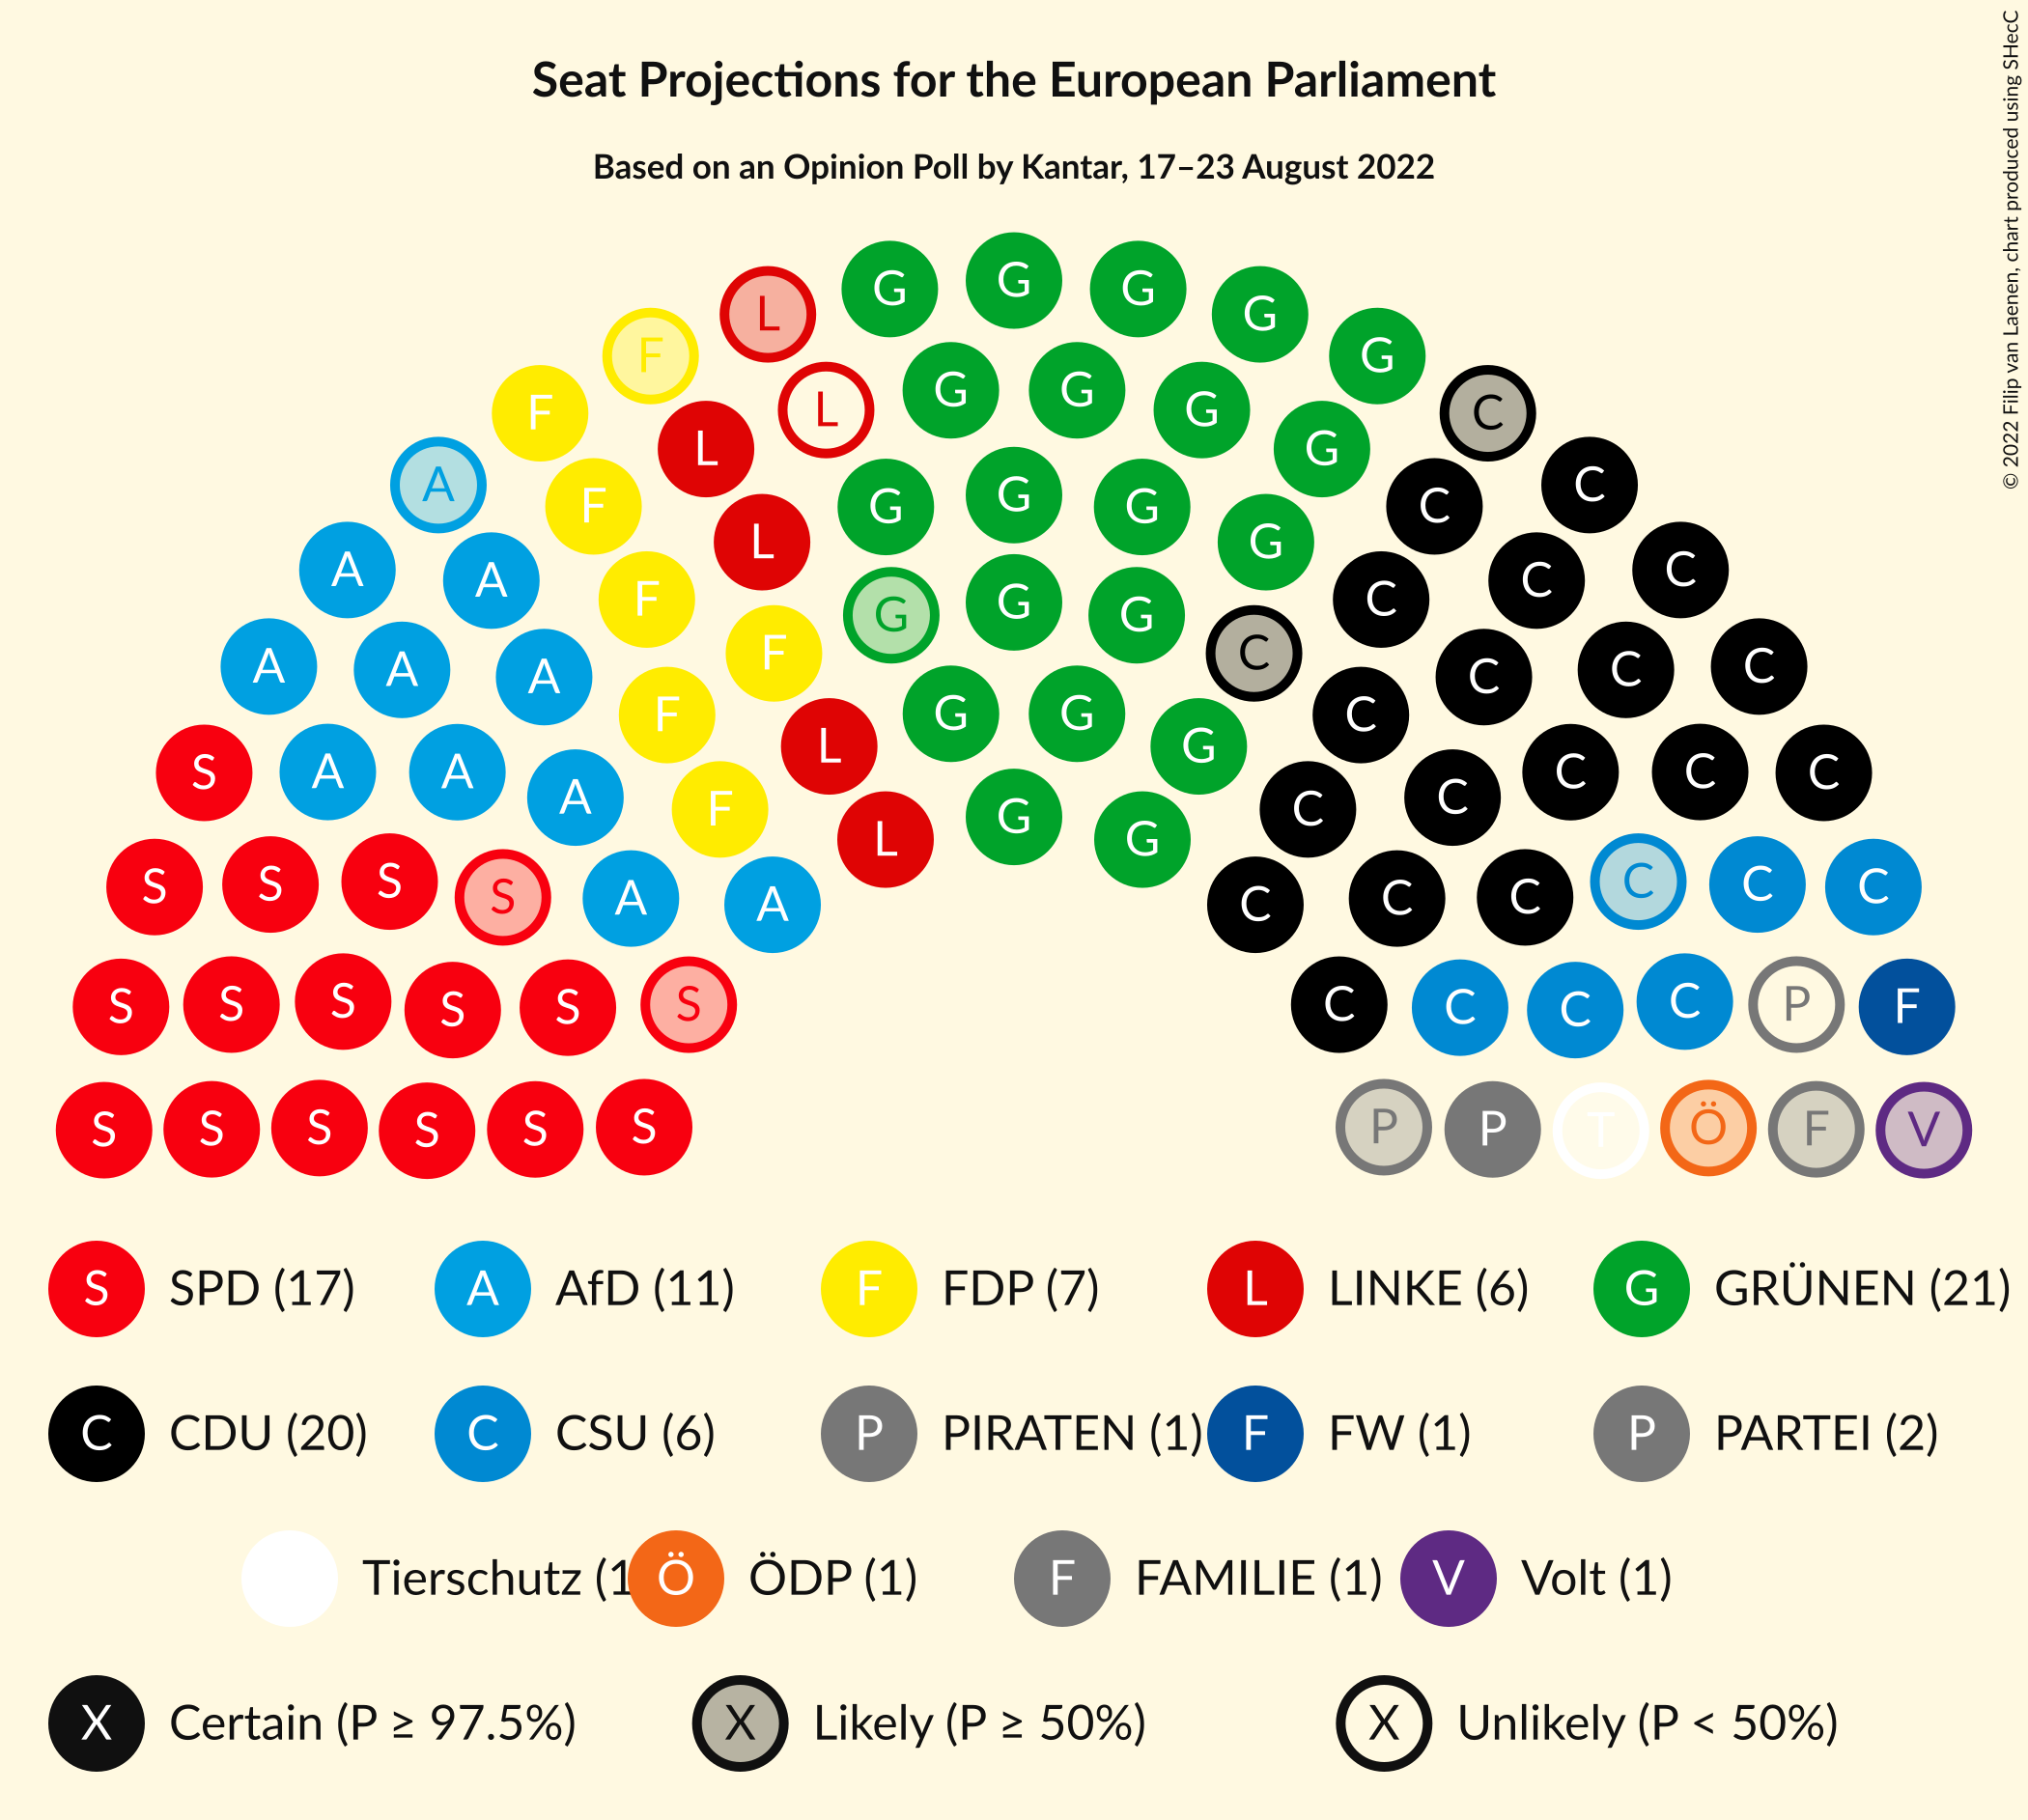 Seat Projections for the European Parliament
Based on an Opinion Poll by Kantar, 17–23 August 2022
© 2022 Filip van Laenen, chart produced using SHecC
G G G
L G
F G
L G G C
F G
L G
A C
G G G
F G C
L G
A C C
A C
F G C
G G G
F C C
A A C
A F G C
C
S A A A F L G C C C C C
L G G
S S S S A A C C C C C C
S S S S S S C C C C P F
S S S S S S P P T Ö F V
S SPD (17) A AfD (11) F FDP (7) L LINKE (6) G GRÜNEN (21)
C CDU (20) C CSU (6) P PIRATEN (1) F FW (1) P PARTEI (2)
Tierschutz (1 Ö ÖDP (1) F FAMILIE (1) V Volt (1)
X Certain (P ≥ 97.5%) X Likely (P ≥ 50%) X Unlikely (P < 50%)